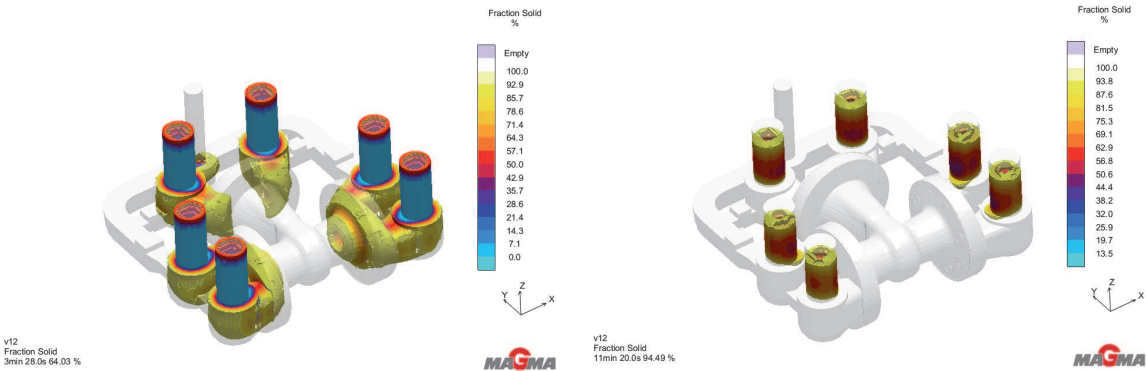 Fraction Solid
%
Empty
100.0
92.9
85.7
78.6
71.4
64.3
57.1
50.0
42.9
35.7
28.6
21.4
14.3
7.1
0.0
Z
Y
X
v12
Fraction Solid
3min 28.0s 64.03 %
MAGMA
Fraction Solid
%
Empty
100.0
93.8
87.6
81.5
75.3
69.1
62.9
56.8
50.6
44.4
38.2
32.0
25.9
19.7
13.5
Z
Y
X
v12
Fraction Solid
11min 20.0s 94.49 %
MAGMA